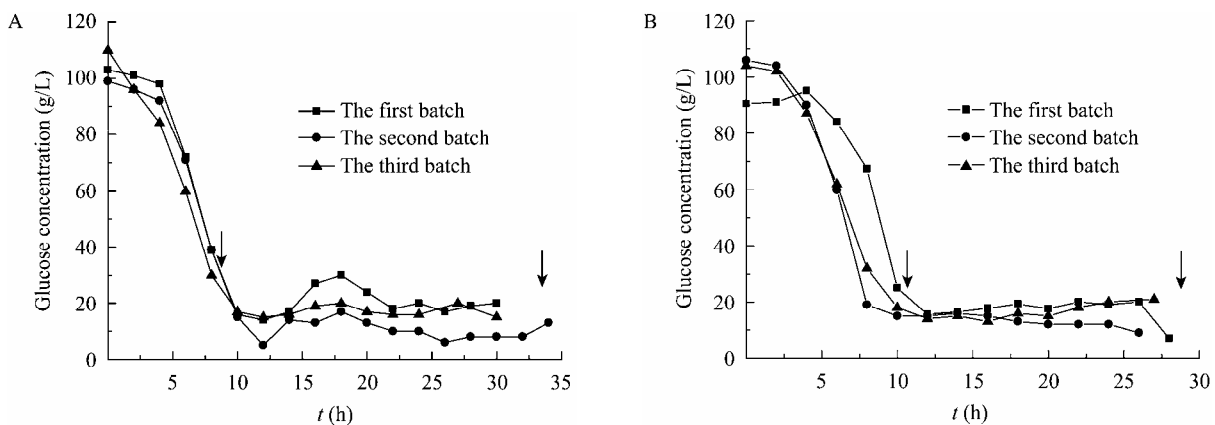 A
120
100
80
60
40
20
0
Glucose concentration (g/L)
The first batch
The second batch
The third batch
5 10 15 20 25 30 35
t (h)
B
120
100
80
60
40
20
0
Glucose concentration (g/L)
The first batch
The second batch
The third batch
5 10 15 20 25 30
t (h)